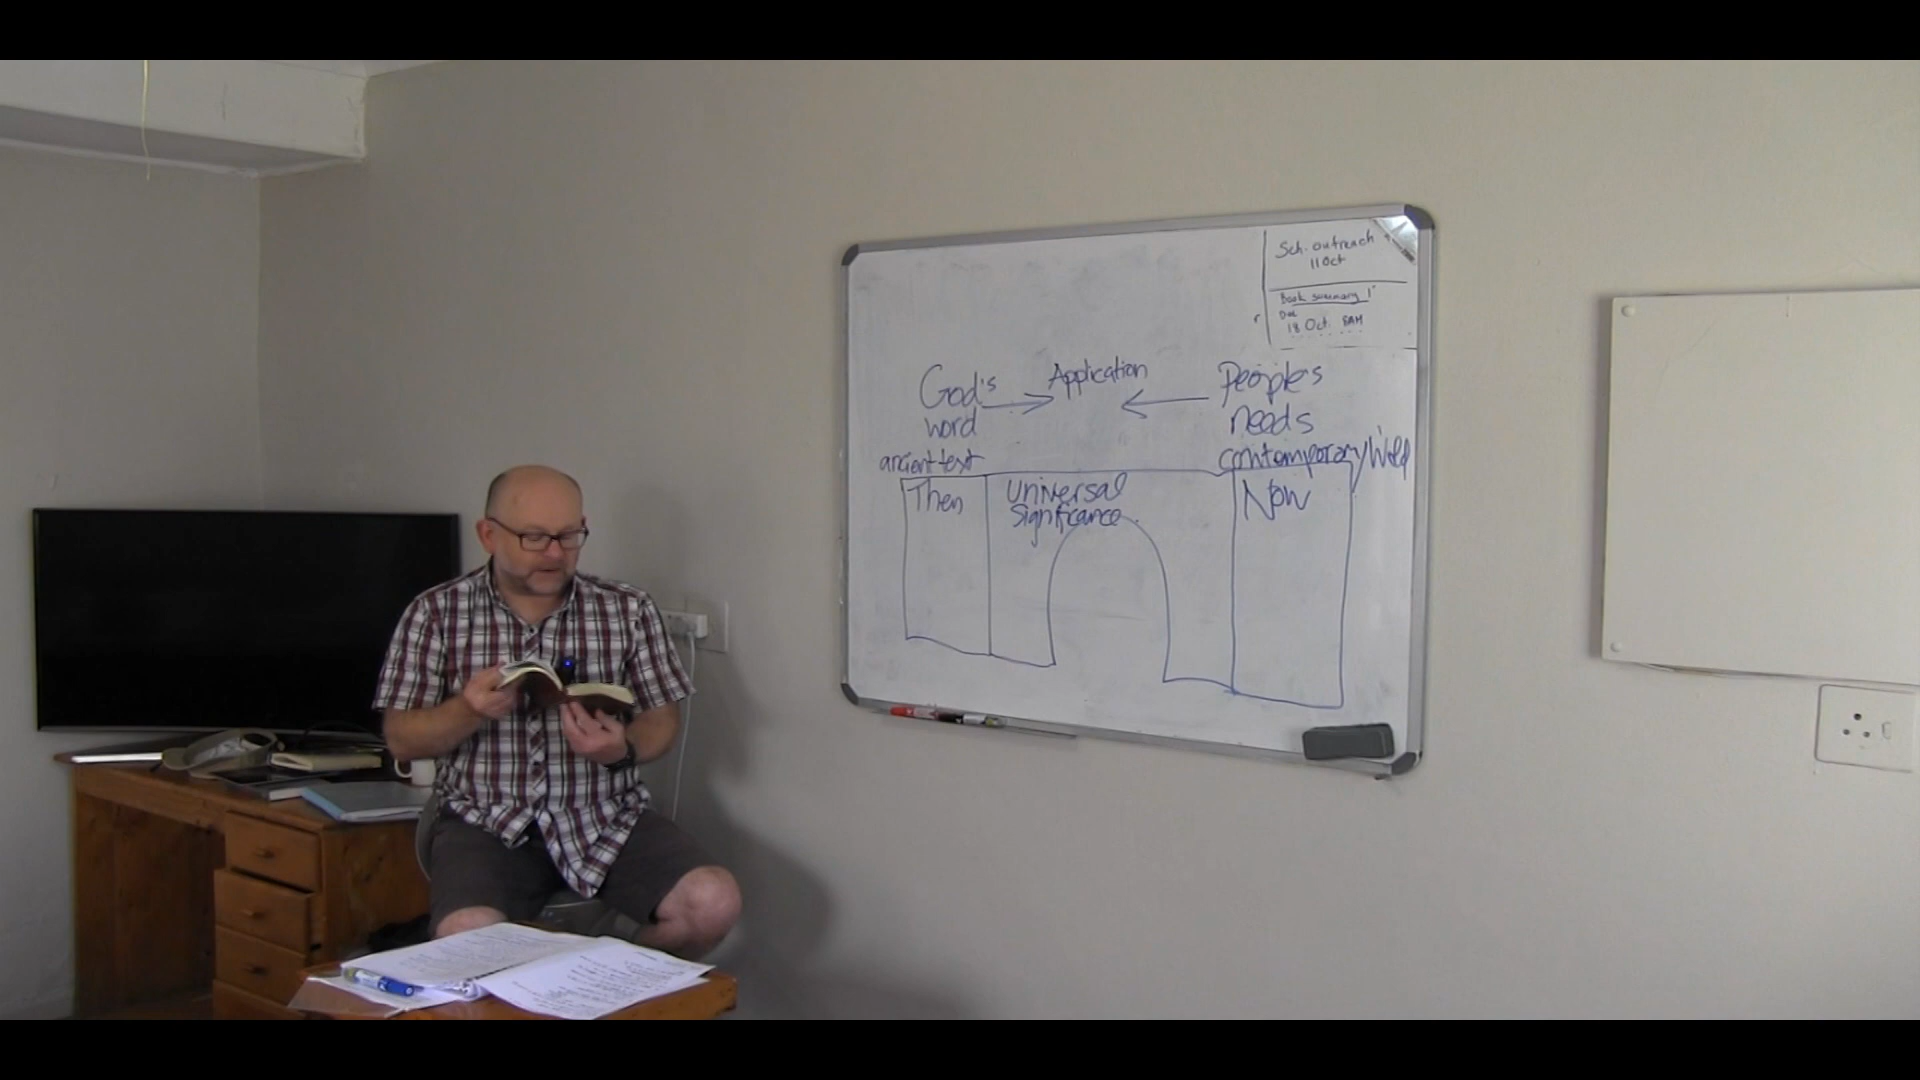 Sch. outreach
11 Oct
Book summary 1
Due
18 Oct. 8AM
God's
word
Application
People's
needs
ancient text
contemporary World
Then
Universal
Significance
Now